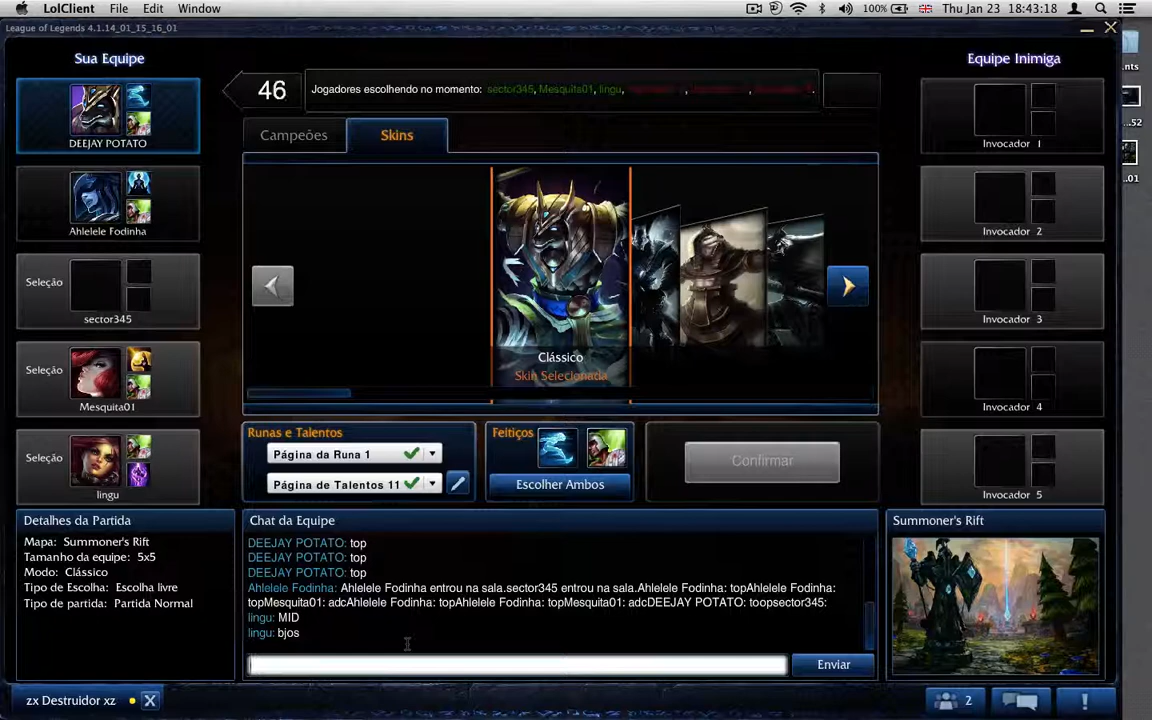 LolClient File Edit Window 100% Thu Jan 23 18:43:18
League of Legends 4.1.14_01_15_16_01
Sua Equipe
Equipe Inimiga
46
Jogadores escolhendo no momento: sector345, Mesquita01, lingu,
Campeões
Skins
DEEJAY POTATO
Ahlelele Fodinha
Seleção
sector345
Seleção
Mesquita01
Seleção
lingu
Clássico
Skin Selecionada
Invocador 1
Invocador 2
Invocador 3
Invocador 4
Invocador 5
nts
...52
...01
Runas e Talentos
Página da Runa 1
Página de Talentos 11
Feitiços
Escolher Ambos
Confirmar
Detalhes da Partida
Mapa: Summoner's Rift
Tamanho da equipe: 5x5
Modo: Clássico
Tipo de Escolha: Escolha livre
Tipo de partida: Partida Normal
Chat da Equipe
DEEJAY POTATO: top
DEEJAY POTATO: top
DEEJAY POTATO: top
Ahlelele Fodinha: Ahlelele Fodinha entrou na sala.sector345 entrou na sala.Ahlelele Fodinha: topAhlelele Fodinha:
topMesquita01: adcAhlelele Fodinha: topAhlelele Fodinha: topMesquita01: adcDEEJAY POTATO: toopsector345:
lingu: MID
lingu: bjos
Enviar
Summoner's Rift
zx Destruidor xz
2